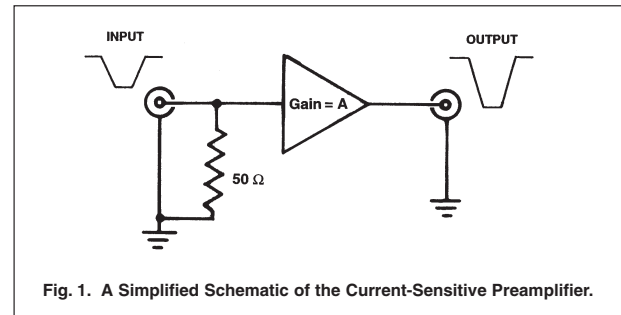 INPUT
OUTPUT
Gain = A
50 Ω
Fig. 1. A Simplified Schematic of the Current-Sensitive Preamplifier.